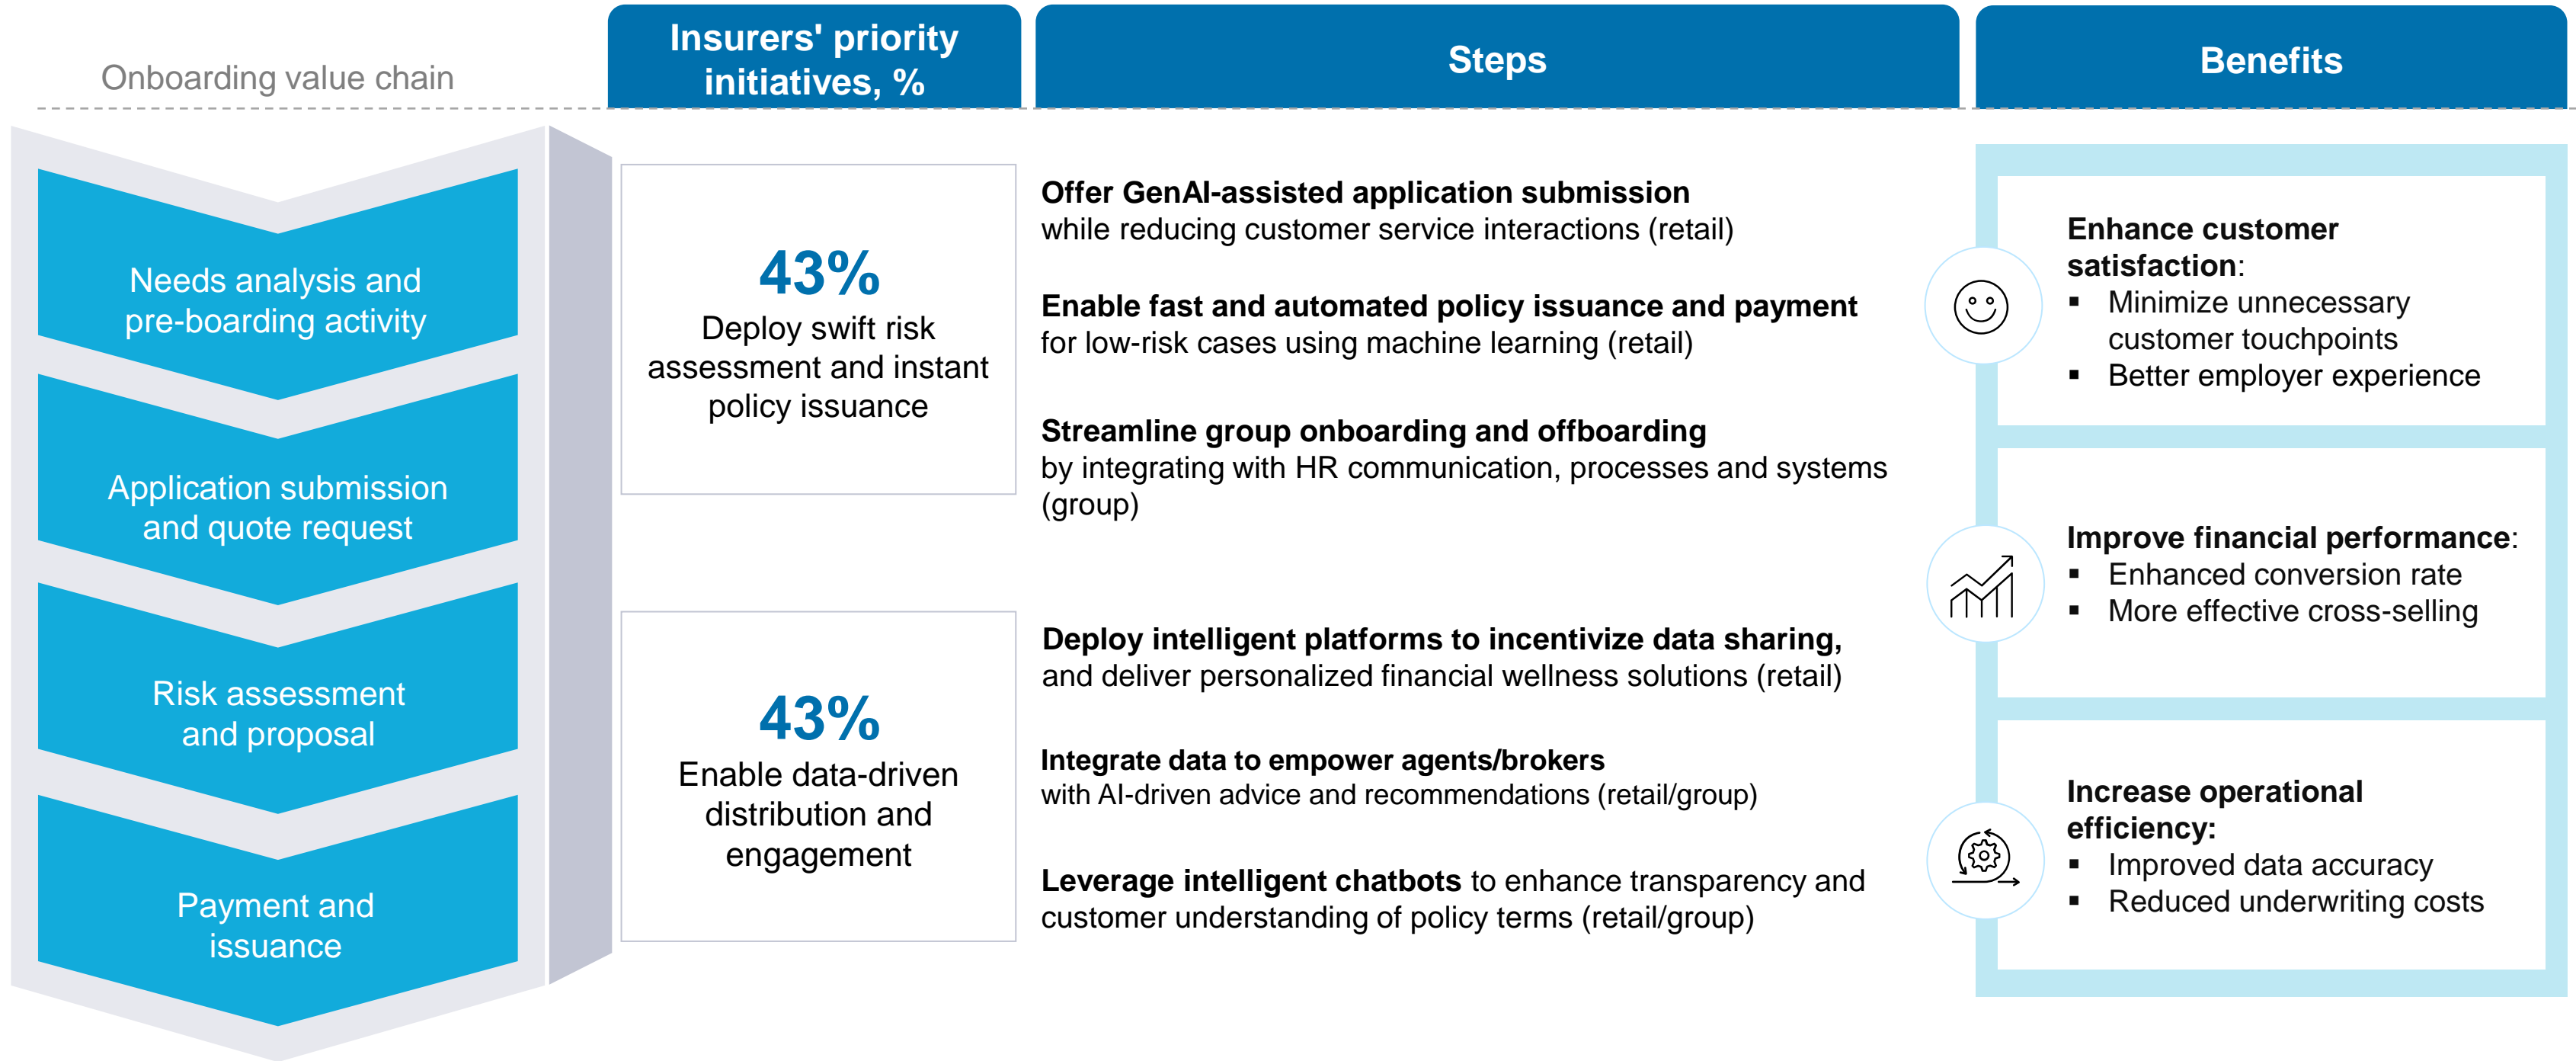 Onboarding value chain
Insurers' priority
initiatives, %
Steps
Benefits
Needs analysis and
pre-boarding activity
Application submission
and quote request
Risk assessment
and proposal
Payment and
issuance
43%
Deploy swift risk
assessment and instant
policy issuance
43%
Enable data-driven
distribution and
engagement
Offer GenAI-assisted application submission
while reducing customer service interactions (retail)
Enable fast and automated policy issuance and payment
for low-risk cases using machine learning (retail)
Streamline group onboarding and offboarding
by integrating with HR communication, processes and systems
(group)
Deploy intelligent platforms to incentivize data sharing,
and deliver personalized financial wellness solutions (retail)
Integrate data to empower agents/brokers
with AI-driven advice and recommendations (retail/group)
Leverage intelligent chatbots to enhance transparency and
customer understanding of policy terms (retail/group)
Enhance customer
satisfaction:
▪ Minimize unnecessary
customer touchpoints
▪ Better employer experience
Improve financial performance:
▪ Enhanced conversion rate
▪ More effective cross-selling
Increase operational
efficiency:
▪ Improved data accuracy
▪ Reduced underwriting costs